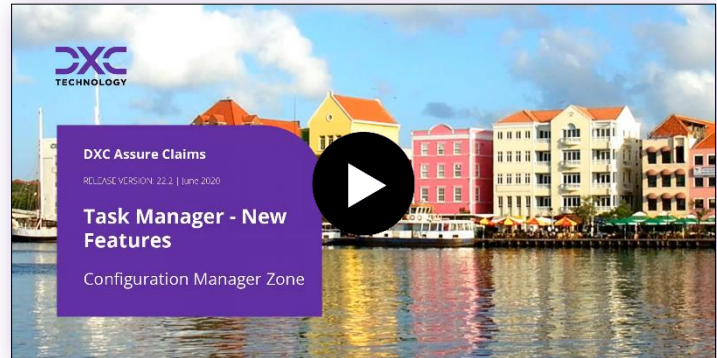 DXC
TECHNOLOGY
DXC Assure Claims
RELEASE VERSION: 22.2 | June 2020
Task Manager - New
Features
Configuration Manager Zone